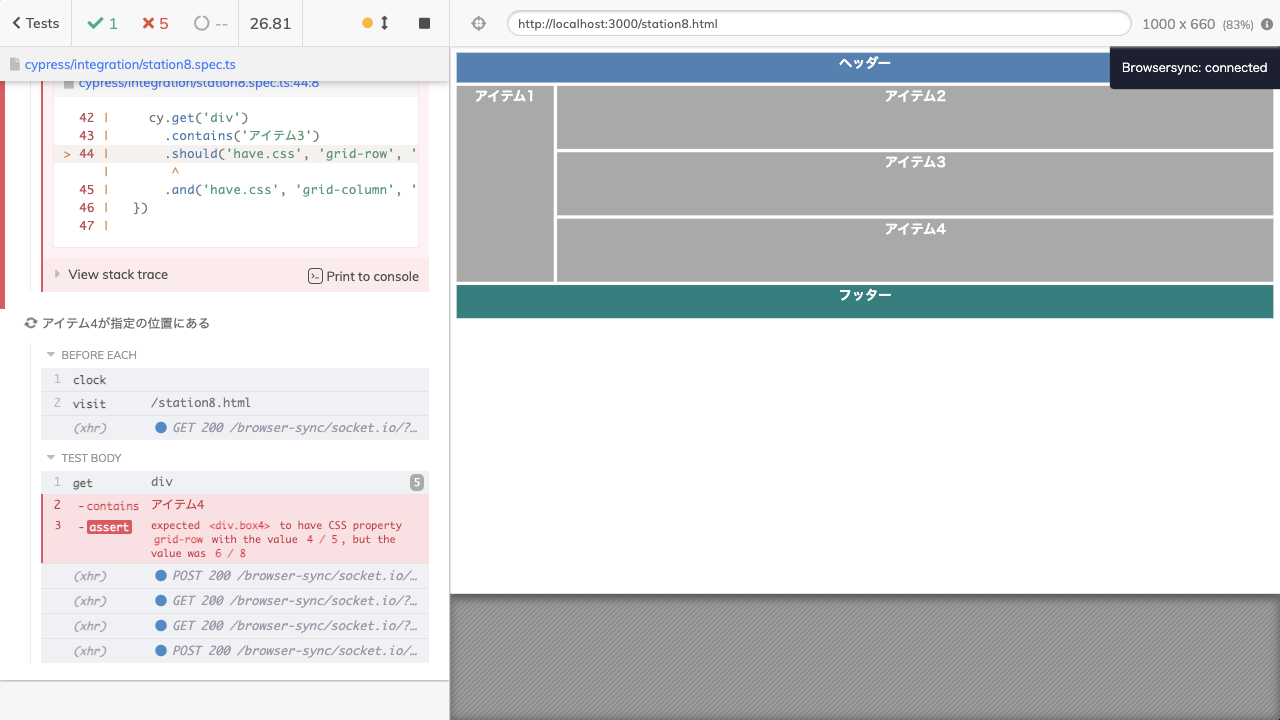 Tests
1
5
--
26.81
http://localhost:3000/station8.html
1000 x 660 (83%)
cypress/integration/station8.spec.ts
cypress/integration/station8.spec.ts:44:8
42 | cy.get('div')
43 | .contains('アイテム3')
> 44 | .should('have.css', 'grid-row', '
| ^
45 | .and('have.css', 'grid-column', '
46 | })
47 |
View stack trace
Print to console
アイテム4が指定の位置にある
BEFORE EACH
1 clock
2 visit /station8.html
(xhr) GET 200 /browser-sync/socket.io/?…
TEST BODY
1 get div 5
2 -contains アイテム4
3 -assert expected <div.box4> to have CSS property
grid-row with the value 4 / 5, but the
value was 6 / 8
(xhr) POST 200 /browser-sync/socket.io/…
(xhr) GET 200 /browser-sync/socket.io/?…
(xhr) GET 200 /browser-sync/socket.io/?…
(xhr) POST 200 /browser-sync/socket.io/…
ヘッダー
Browsersync: connected
アイテム1
アイテム2
アイテム3
アイテム4
フッター